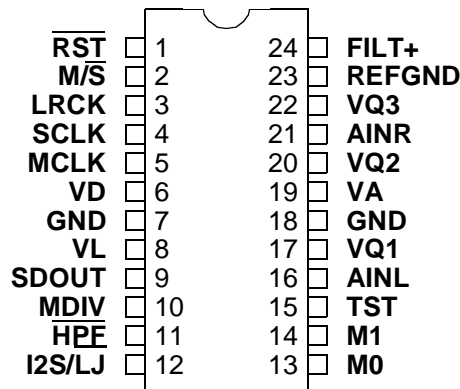 RST 1 24 FILT+
M/S 2 23 REFGND
LRCK 3 22 VQ3
SCLK 4 21 AINR
MCLK 5 20 VQ2
VD 6 19 VA
GND 7 18 GND
VL 8 17 VQ1
SDOUT 9 16 AINL
MDIV 10 15 TST
HPF 11 14 M1
I2S/LJ 12 13 M0